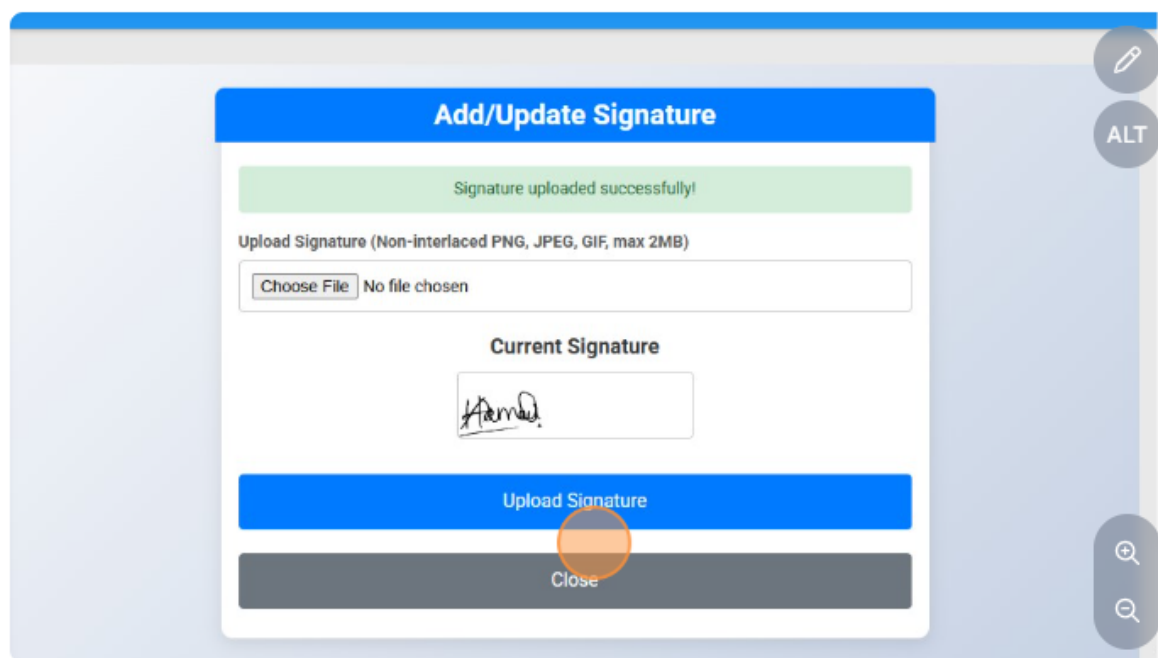 Add/Update Signature
ALT
Signature uploaded successfully!
Upload Signature (Non-interlaced PNG, JPEG, GIF, max 2MB)
Choose File No file chosen
Current Signature
Upload Signature
Close